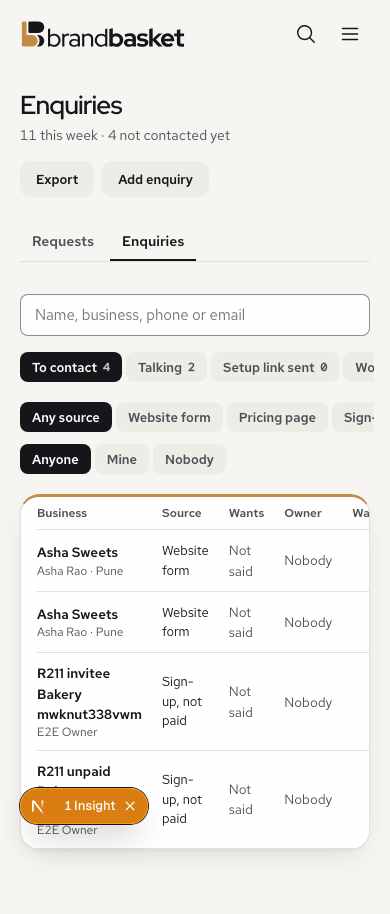 brandbasket
Enquiries
11 this week · 4 not contacted yet
Export Add enquiry
Requests Enquiries
Name, business, phone or email
To contact 4 Talking 2 Setup link sent 0 Wo
Any source Website form Pricing page Sign-
Anyone Mine Nobody
Business Source Wants Owner Wa
Asha Sweets
Asha Rao · Pune
Website
form
Not
said
Nobody
Asha Sweets
Asha Rao · Pune
Website
form
Not
said
Nobody
R211 invitee
Bakery
mwknut338vwm
E2E Owner
Sign-
up, not
paid
Not
said
Nobody
R211 unpaid
E2E Owner
Sign-
up, not
paid
Not
said
Nobody
1 Insight